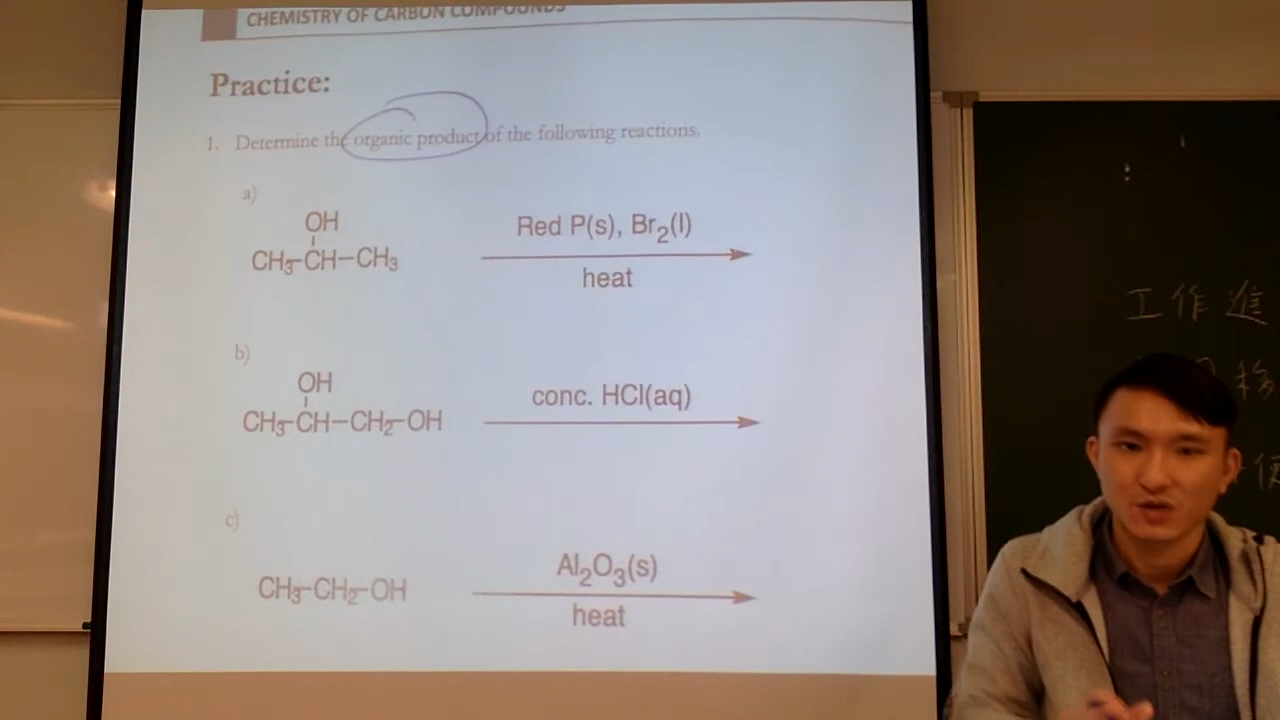 CHEMISTRY OF CARBON COMPOUNDS
Practice:
1. Determine the organic product of the following reactions.
a)
OH
CH₃-CH-CH₃
Red P(s), Br₂(l)
heat
b)
OH
CH₃-CH-CH₂-OH
conc. HCl(aq)
c)
CH₃-CH₂-OH
Al₂O₃(s)
heat
工作進